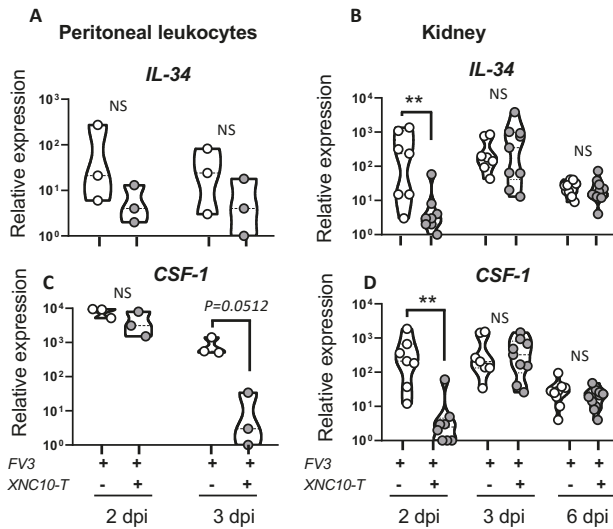 A B
Peritoneal leukocytes Kidney
IL-34 IL-34
Relative expression Relative expression
10³ 10⁴
10² 10³
10¹ 10²
10⁰ 10¹
10⁰
NS NS ** NS NS
C CSF-1 D CSF-1
Relative expression Relative expression
10⁴ 10⁴
10³ 10³
10² 10²
10¹ 10¹
10⁰ 10⁰
NS P=0.0512 ** NS NS
FV3 + + + + FV3 + + + + + +
XNC10-T - + - + XNC10-T - + - + - +
2 dpi 3 dpi 2 dpi 3 dpi 6 dpi